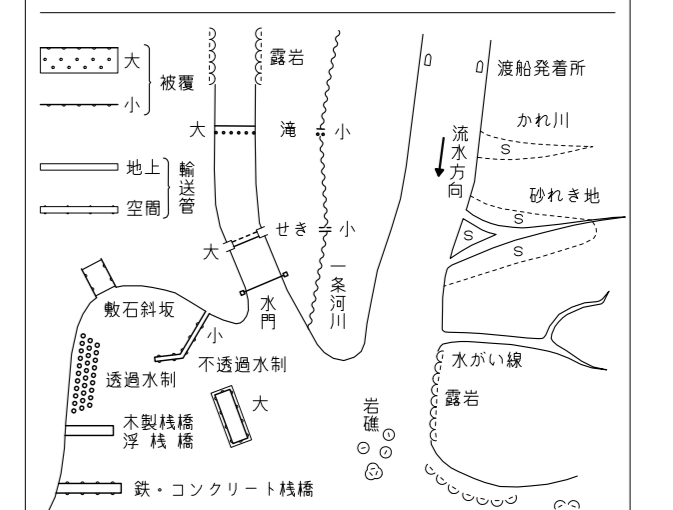 大
被覆
小
地上
輸送管
空間
露岩
大
滝
小
せき
小
大
一条河川
水門
渡船発着所
かれ川
S
流水方向
砂れき地
S
S
S
敷石斜坂
小
不透過水制
透過水制
大
木製桟橋
浮桟橋
鉄・コンクリート桟橋
水がい線
露岩
岩礁